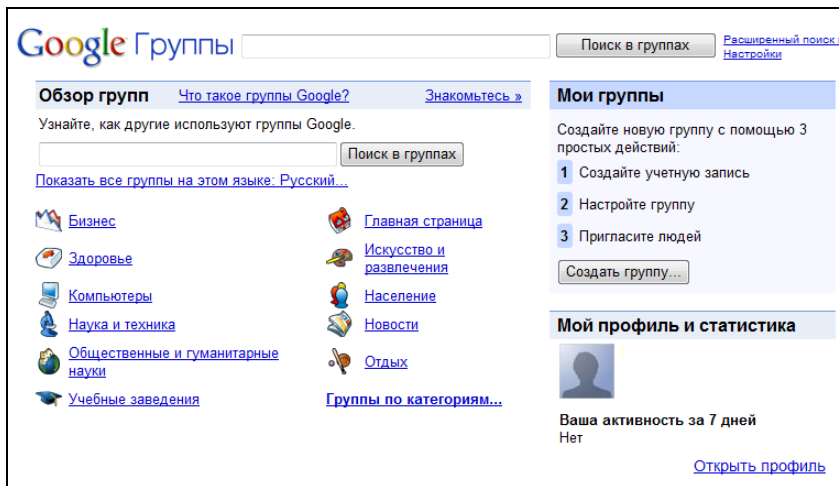 Google Группы
Поиск в группах
Расширенный поиск
Настройки
Обзор групп Что такое группы Google? Знакомьтесь »
Узнайте, как другие используют группы Google.
Поиск в группах
Показать все группы на этом языке: Русский...
Бизнес
Главная страница
Здоровье
Искусство и
развлечения
Компьютеры
Население
Наука и техника
Новости
Общественные и гуманитарные
науки
Отдых
Учебные заведения
Группы по категориям...
Мои группы
Создайте новую группу с помощью 3
простых действий:
1 Создайте учетную запись
2 Настройте группу
3 Пригласите людей
Создать группу...
Мой профиль и статистика
Ваша активность за 7 дней
Нет
Открыть профиль